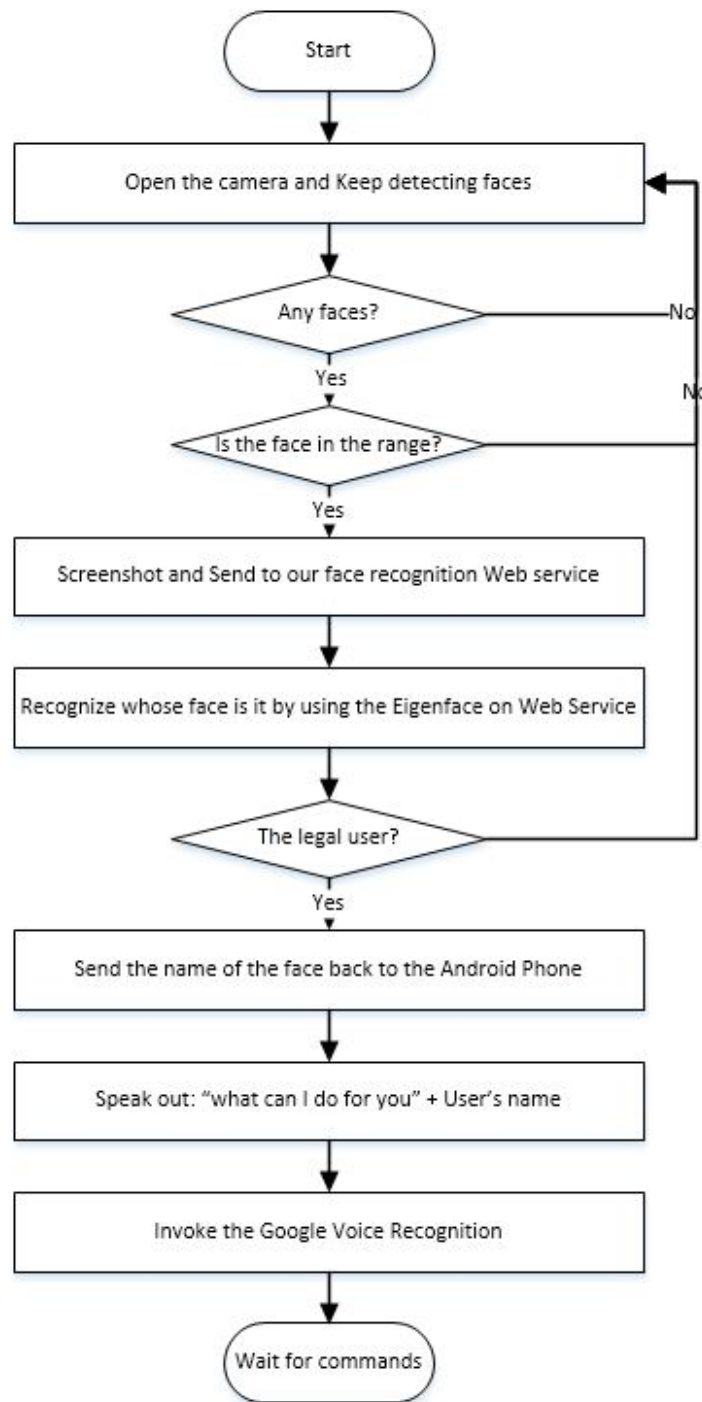 Start
Open the camera and Keep detecting faces
Any faces?
No
Yes
No
Is the face in the range?
Yes
Screenshot and Send to our face recognition Web service
Recognize whose face is it by using the Eigenface on Web Service
The legal user?
Yes
Send the name of the face back to the Android Phone
Speak out: “what can I do for you” + User’s name
Invoke the Google Voice Recognition
Wait for commands